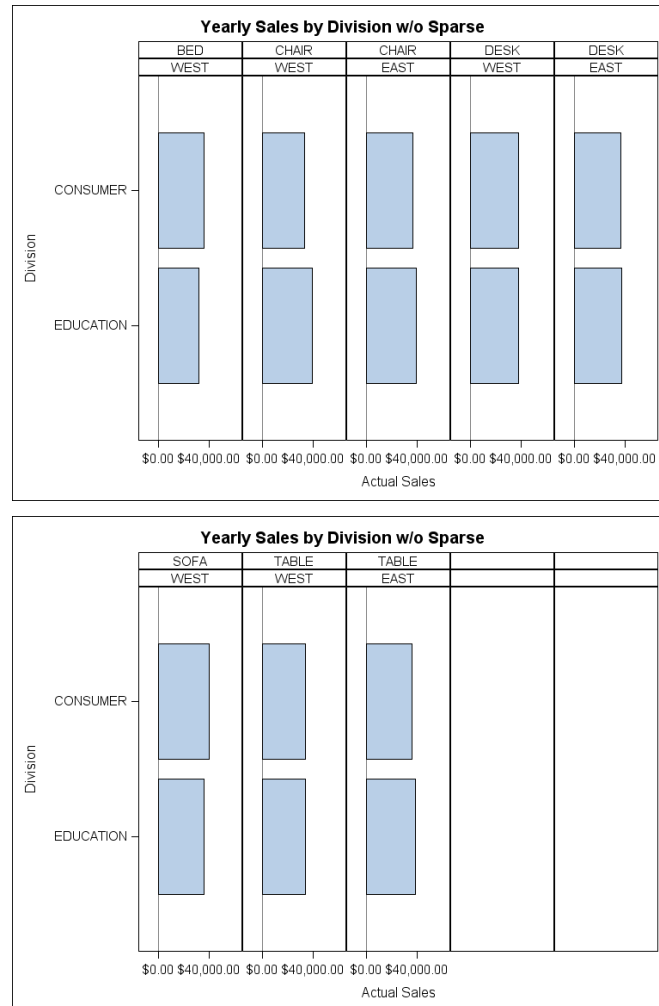 Yearly Sales by Division w/o Sparse
BED CHAIR CHAIR DESK DESK
WEST WEST EAST WEST EAST
CONSUMER
EDUCATION
Division
$0.00 $40,000.00 $0.00 $40,000.00 $0.00 $40,000.00 $0.00 $40,000.00 $0.00 $40,000.00
Actual Sales
Yearly Sales by Division w/o Sparse
SOFA TABLE TABLE
WEST WEST EAST
CONSUMER
EDUCATION
Division
$0.00 $40,000.00 $0.00 $40,000.00 $0.00 $40,000.00
Actual Sales